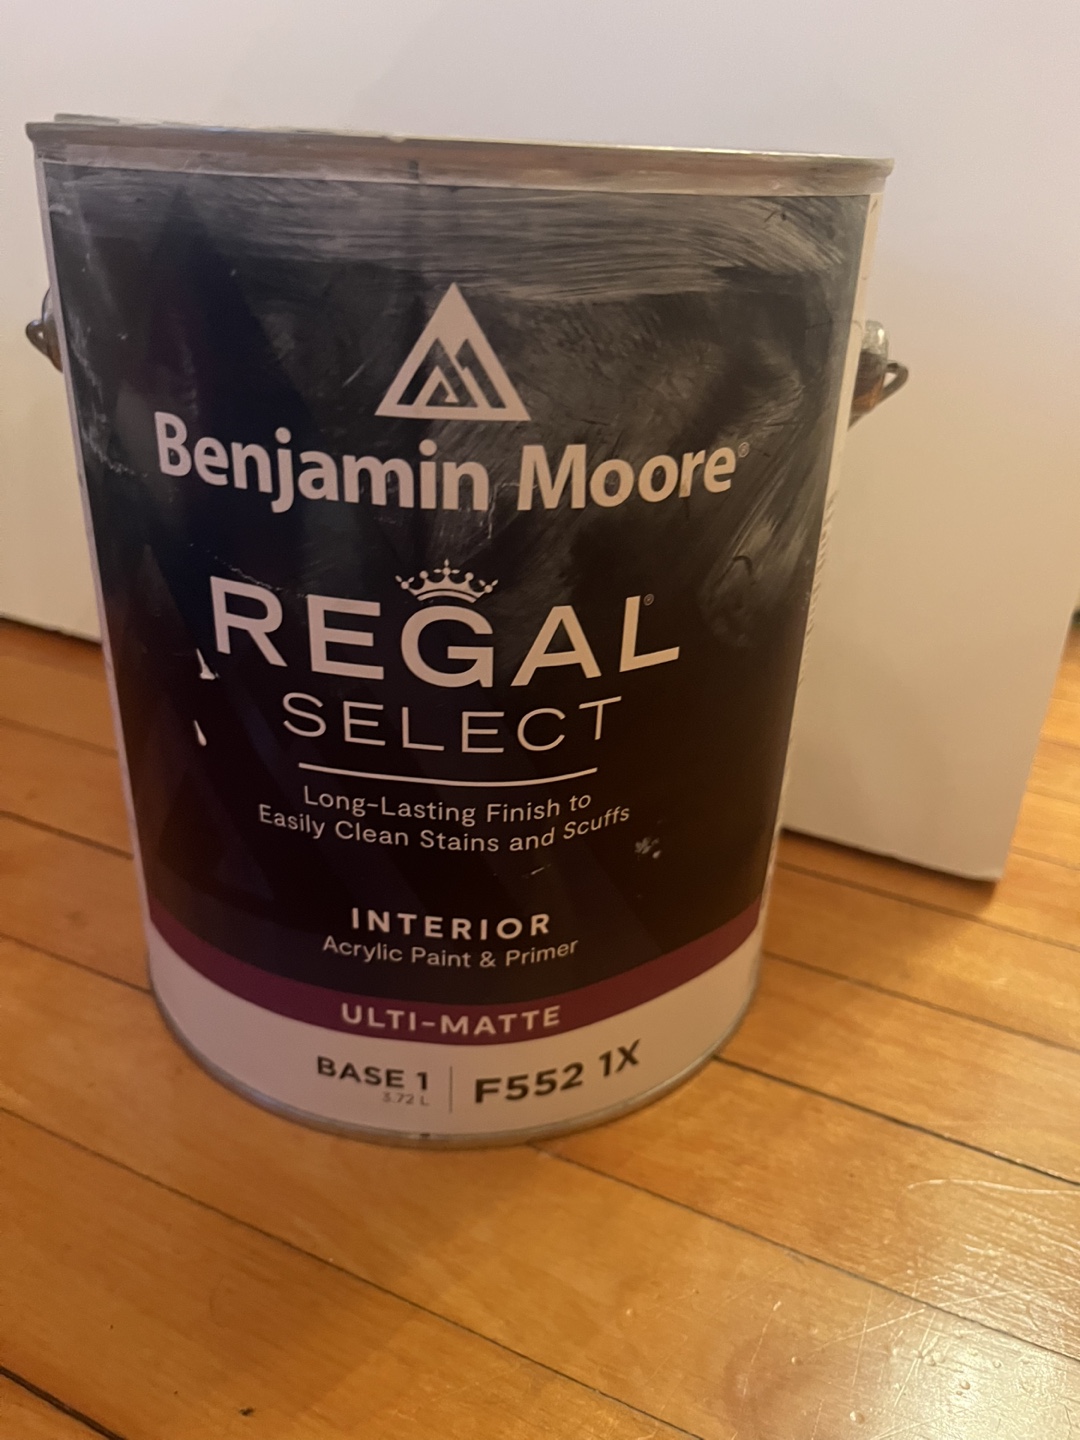 Benjamin Moore®
REGAL®
SELECT
Long-Lasting Finish to
Easily Clean Stains and Scuffs
INTERIOR
Acrylic Paint & Primer
ULTI-MATTE
BASE 1
3.72 L
F552 1X